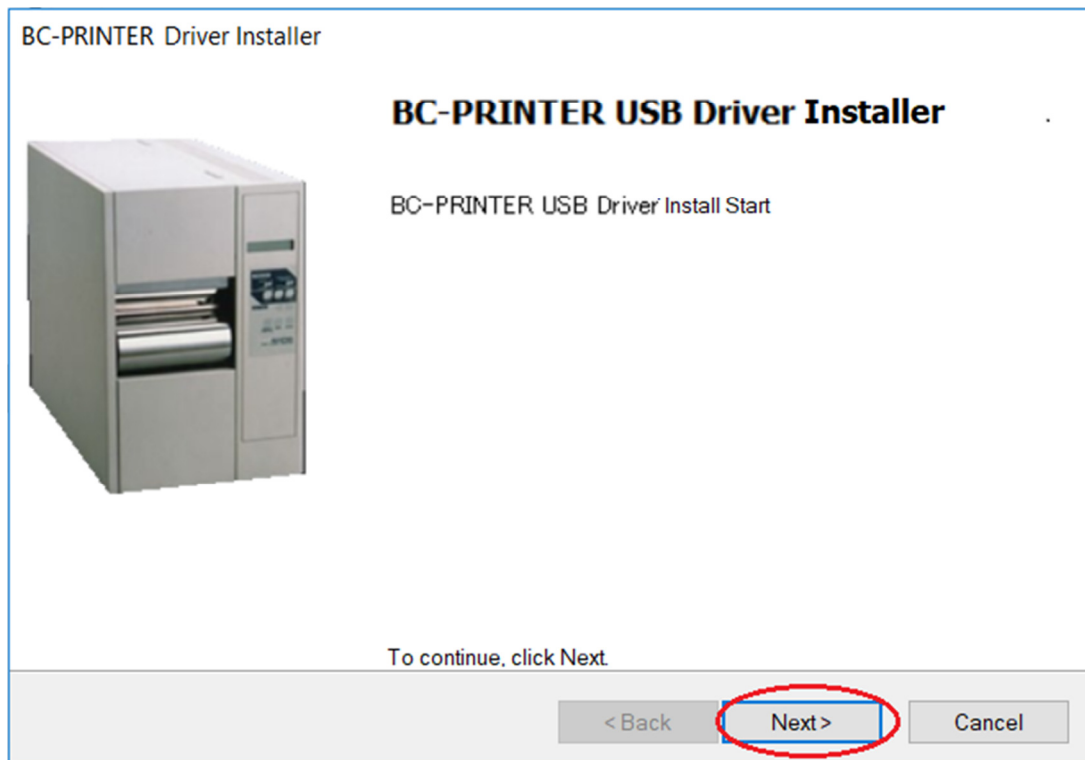 BC-PRINTER Driver Installer
BC-PRINTER USB Driver Installer .
BC-PRINTER USB Driver Install Start
To continue, click Next.
< Back
Next >
Cancel